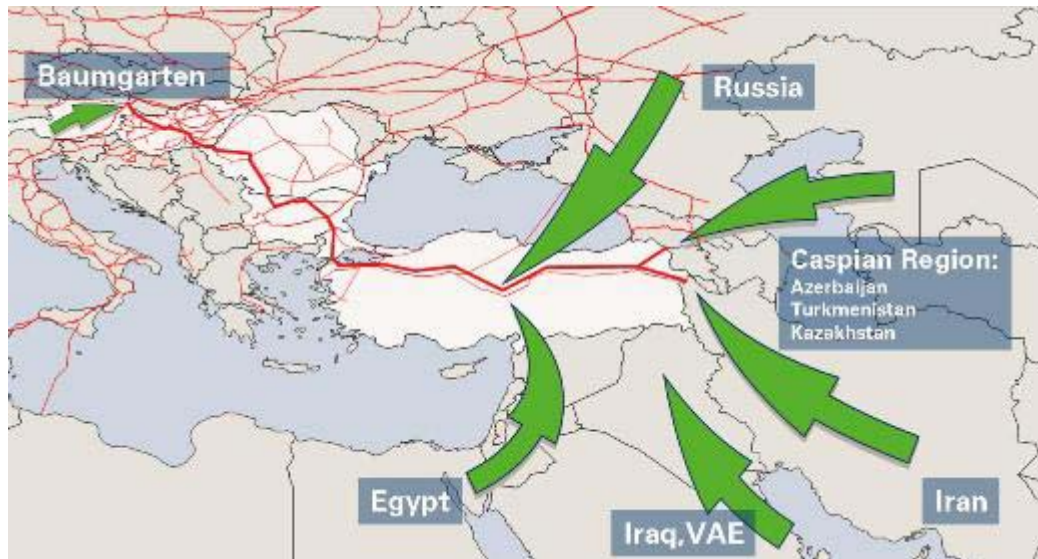 Baumgarten
Russia
Caspian Region:
Azerbaijan
Turkmenistan
Kazakhstan
Egypt
Iraq,VAE
Iran